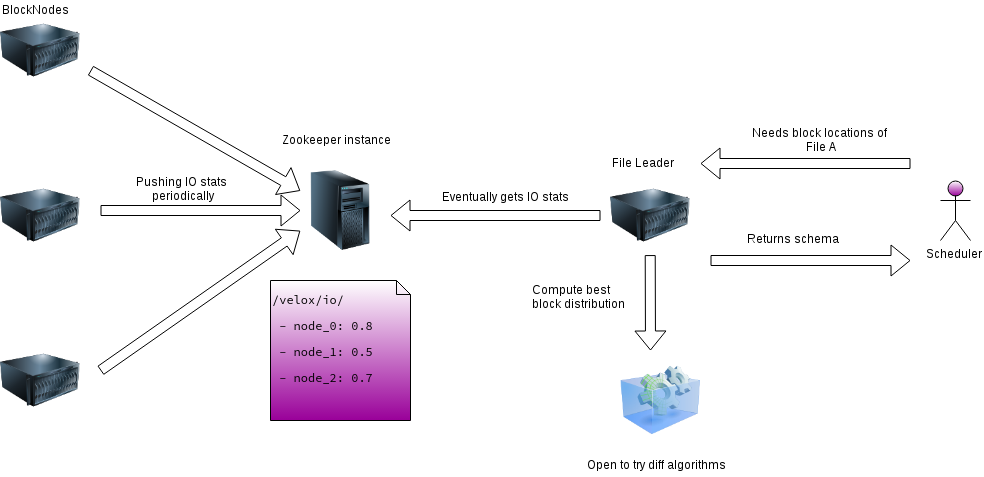 BlockNodes
Zookeeper instance
Pushing IO stats
periodically
Eventually gets IO stats
File Leader
Needs block locations of
File A
Returns schema
Scheduler
Compute best
block distribution
/velox/io/
- node_0: 0.8
- node_1: 0.5
- node_2: 0.7
Open to try diff algorithms